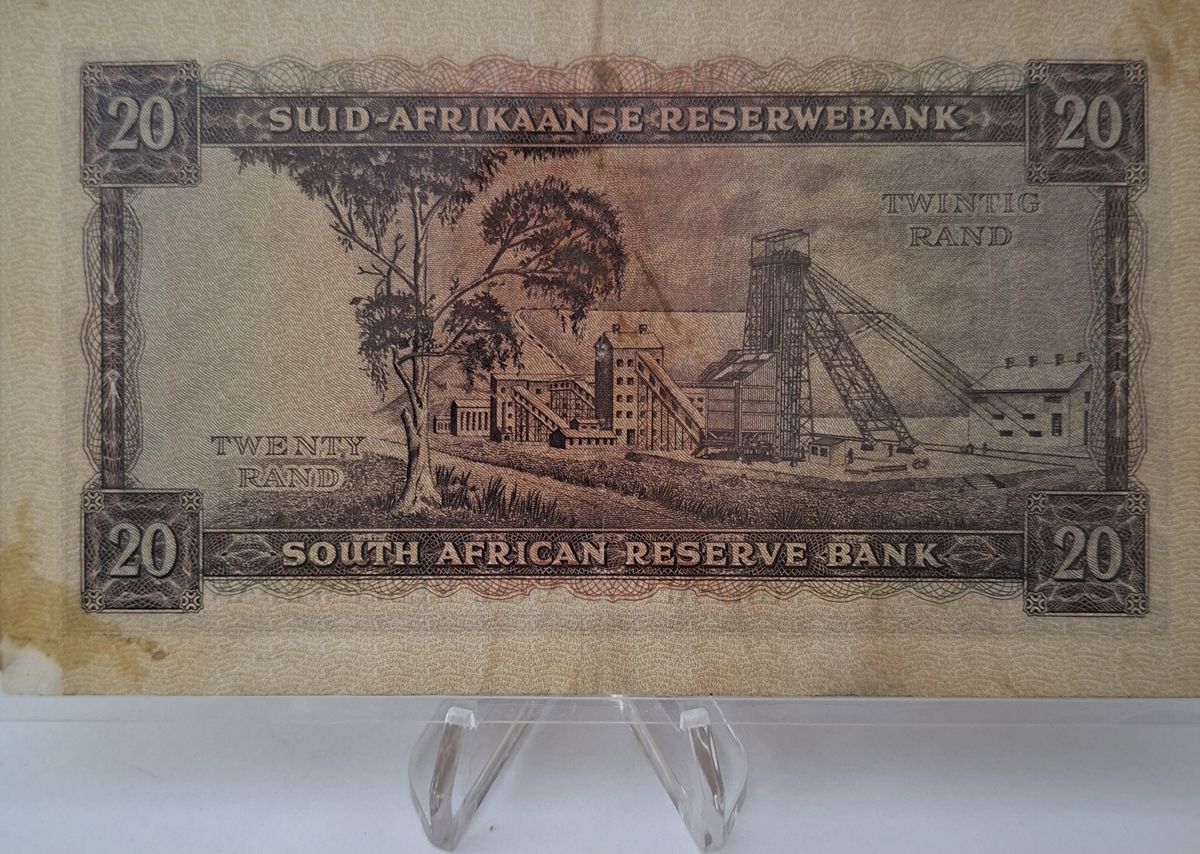 20 SUID-AFRIKAANSE RESERWEBANK 20
TWINTIG
RAND
TWENTY
RAND
20 SOUTH AFRICAN RESERVE BANK 20